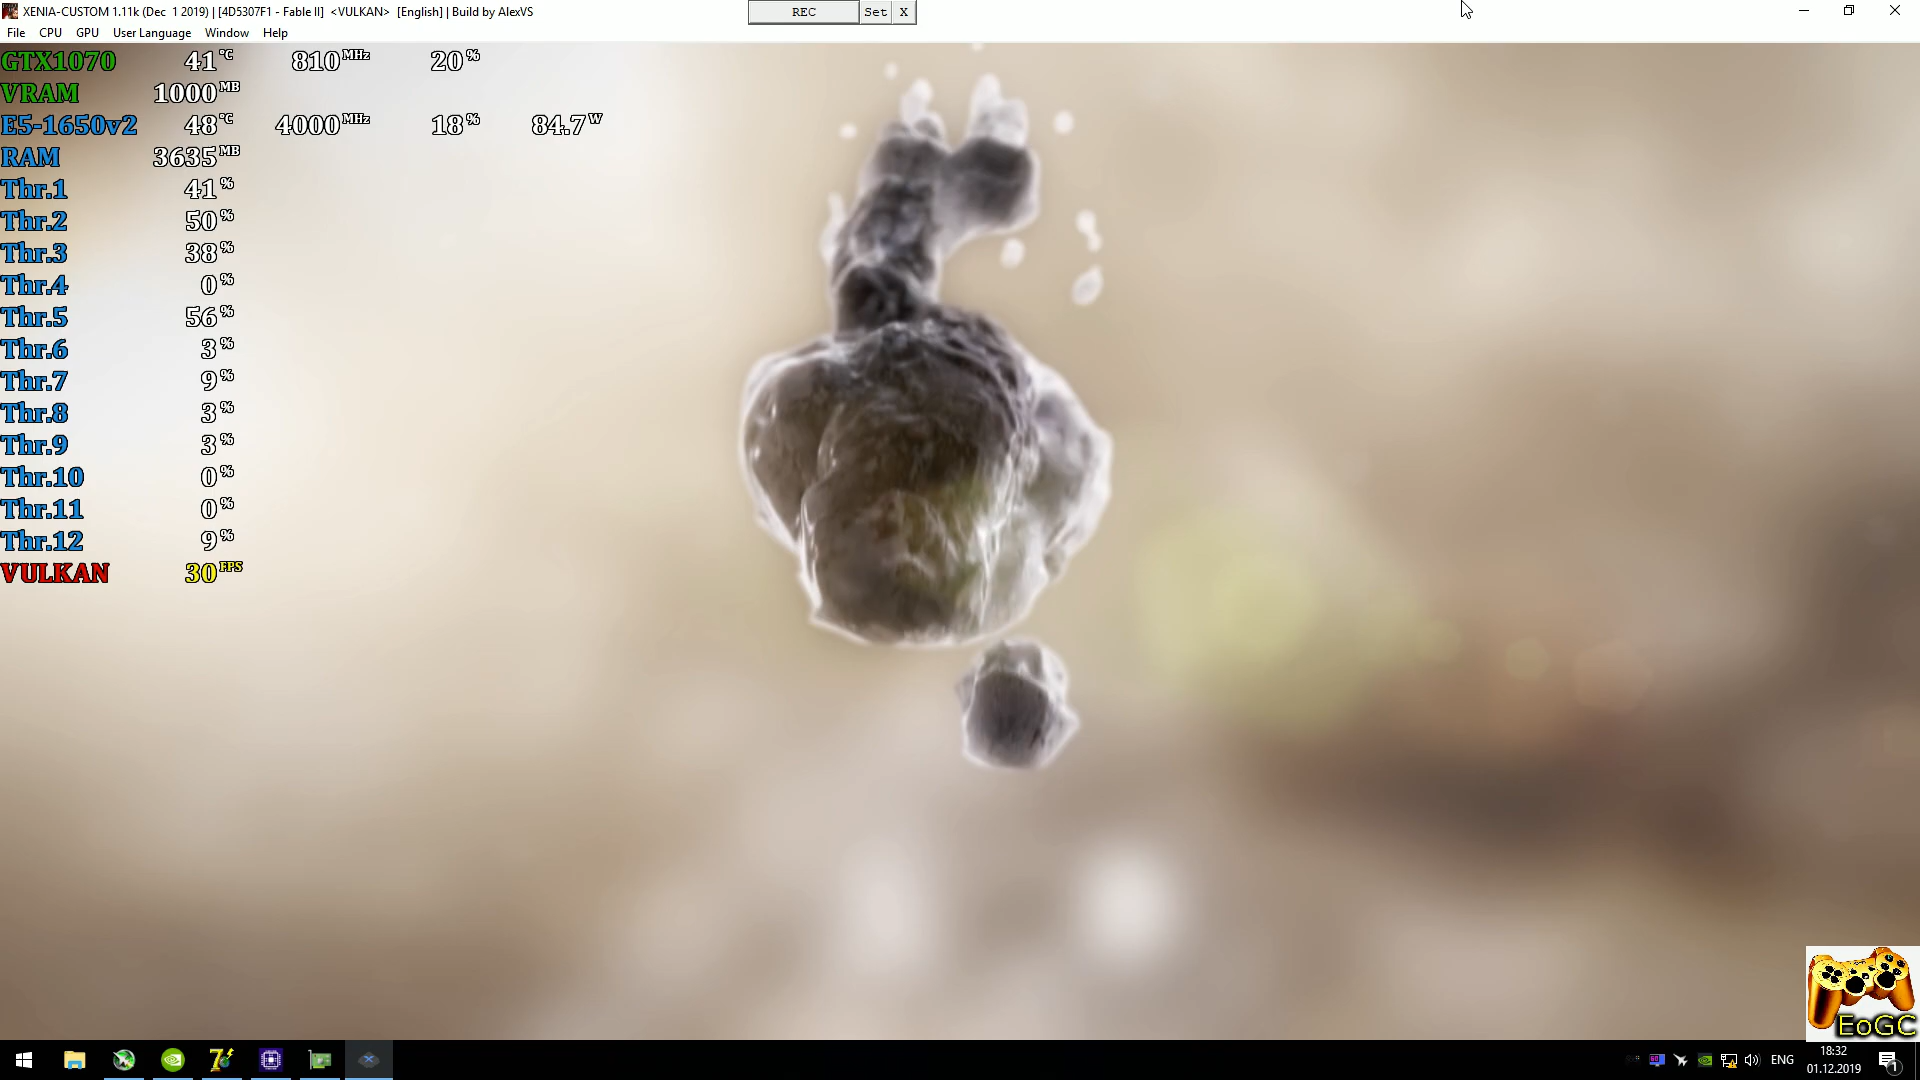 XENIA-CUSTOM 1.11k (Dec  1 2019) | [4D5307F1 - Fable II]  <VULKAN>  [English] | Build by AlexVS
REC Set X
File CPU GPU User Language Window Help
GTX1070 41 °C 810 MHz 20 %
VRAM 1000 MB
E5-1650v2 48 °C 4000 MHz 18 % 84.7 W
RAM 3635 MB
Thr.1 41 %
Thr.2 50 %
Thr.3 38 %
Thr.4 0 %
Thr.5 56 %
Thr.6 3 %
Thr.7 9 %
Thr.8 3 %
Thr.9 3 %
Thr.10 0 %
Thr.11 0 %
Thr.12 9 %
VULKAN 30 FPS
EoGC
ENG
18:32
01.12.2019
1